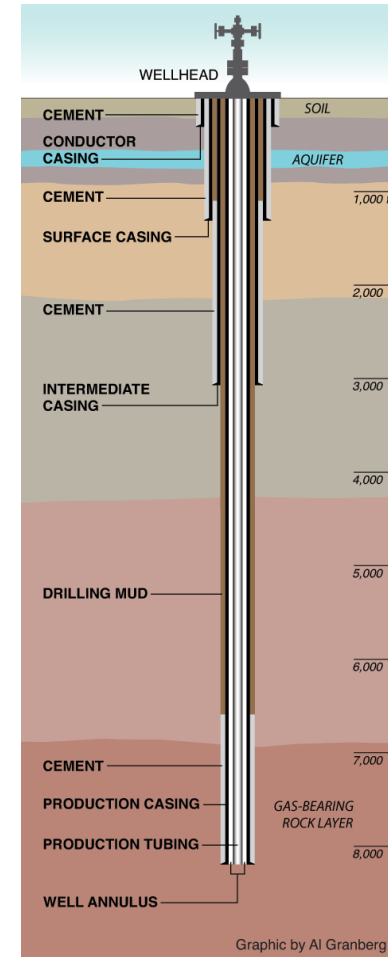 WELLHEAD
CEMENT
SOIL
CONDUCTOR
CASING
AQUIFER
CEMENT
1,000
SURFACE CASING
2,000
CEMENT
3,000
INTERMEDIATE
CASING
4,000
5,000
DRILLING MUD
6,000
7,000
CEMENT
PRODUCTION CASING
GAS-BEARING
ROCK LAYER
PRODUCTION TUBING
8,000
WELL ANNULUS
Graphic by Al Granberg